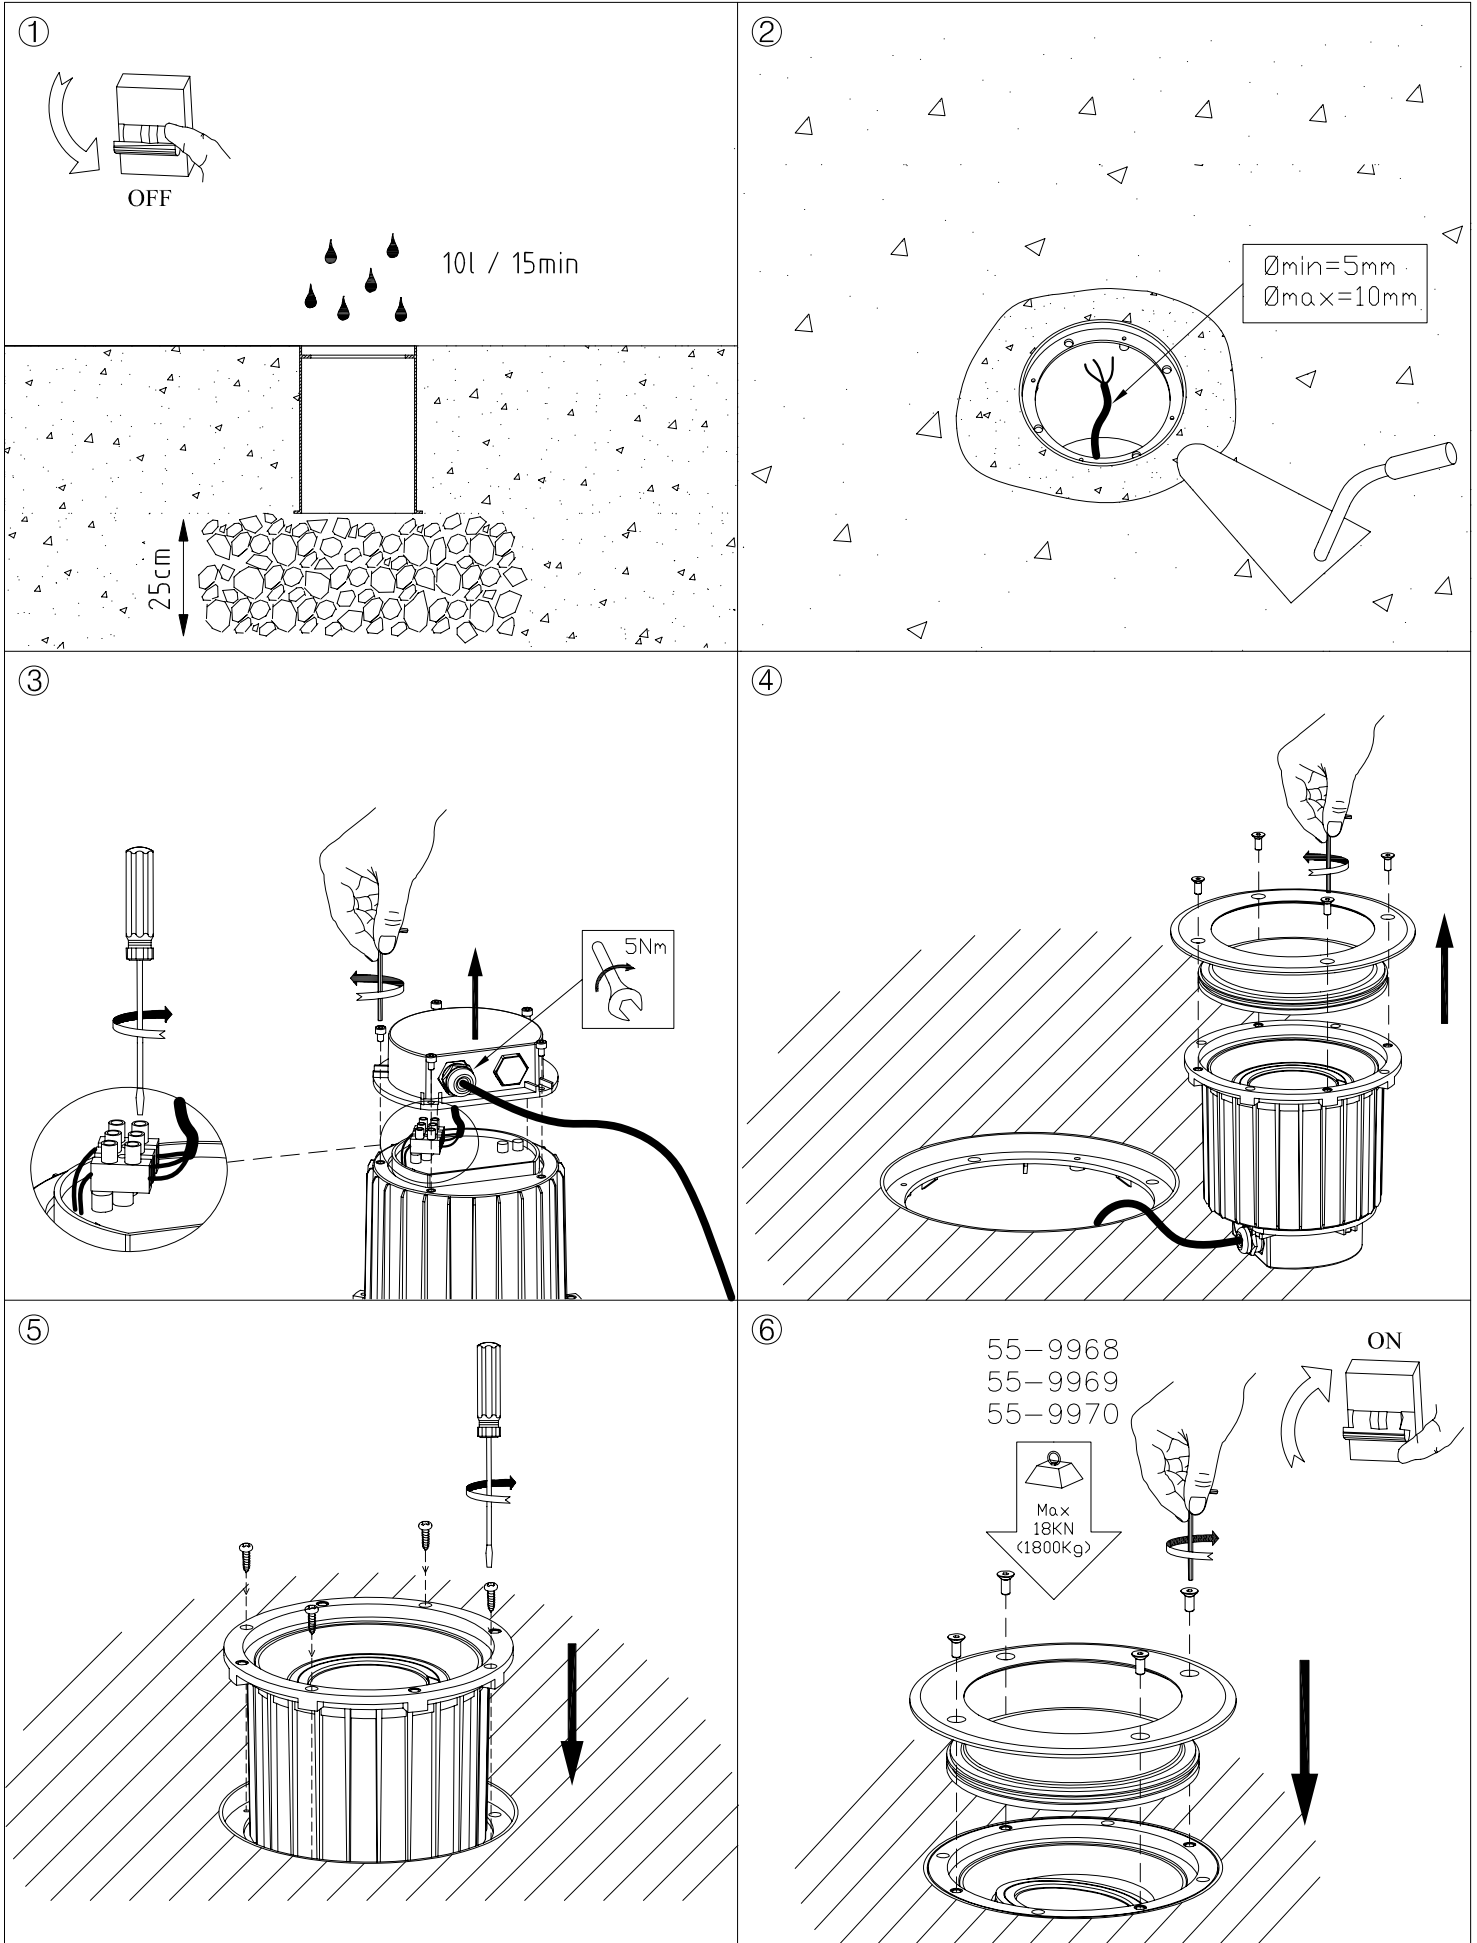 ①
OFF
10l / 15min
25cm
②
Ømin=5mm
Ømax=10mm
③
5Nm
④
⑤
⑥
55-9968
55-9969
55-9970
Max
18KN
(1800Kg)
ON